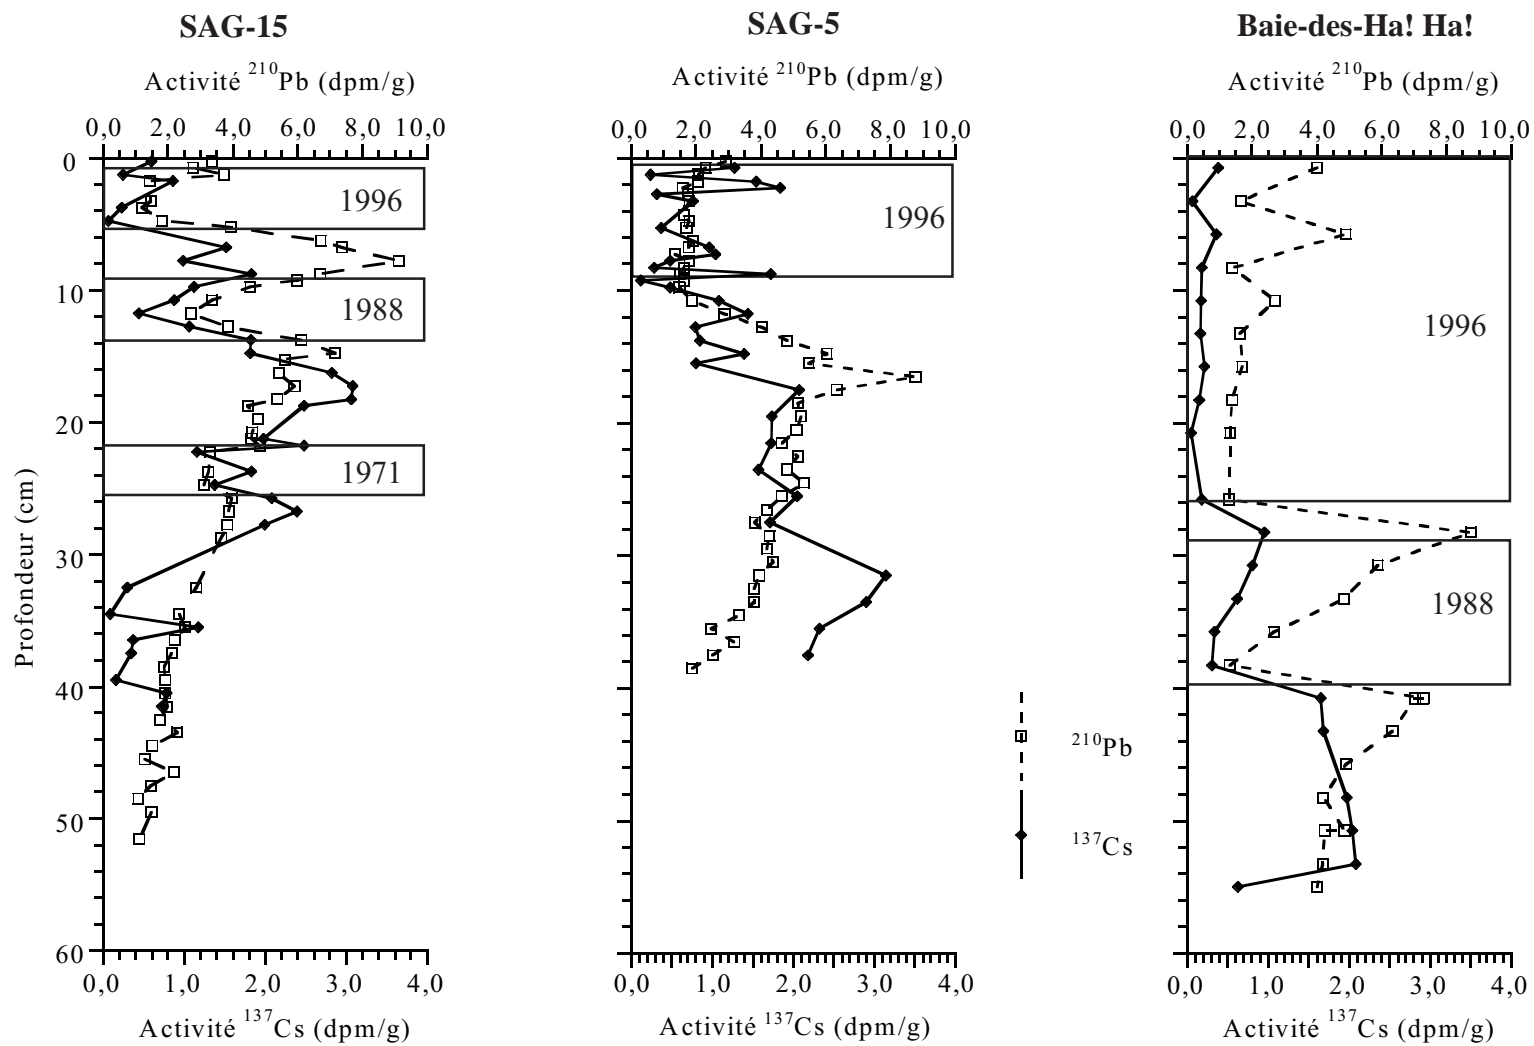 SAG-15
Activité ²¹⁰Pb (dpm/g)
0,0 2,0 4,0 6,0 8,0 10,0
0
10
20
30
40
50
60
Profondeur (cm)
1996
1988
1971
0,0 1,0 2,0 3,0 4,0
Activité ¹³⁷Cs (dpm/g)
SAG-5
Activité ²¹⁰Pb (dpm/g)
0,0 2,0 4,0 6,0 8,0 10,0
1996
0,0 1,0 2,0 3,0 4,0
Activité ¹³⁷Cs (dpm/g)
²¹⁰Pb
¹³⁷Cs
Baie-des-Ha! Ha!
Activité ²¹⁰Pb (dpm/g)
0,0 2,0 4,0 6,0 8,0 10,0
1996
1988
0,0 1,0 2,0 3,0 4,0
Activité ¹³⁷Cs (dpm/g)